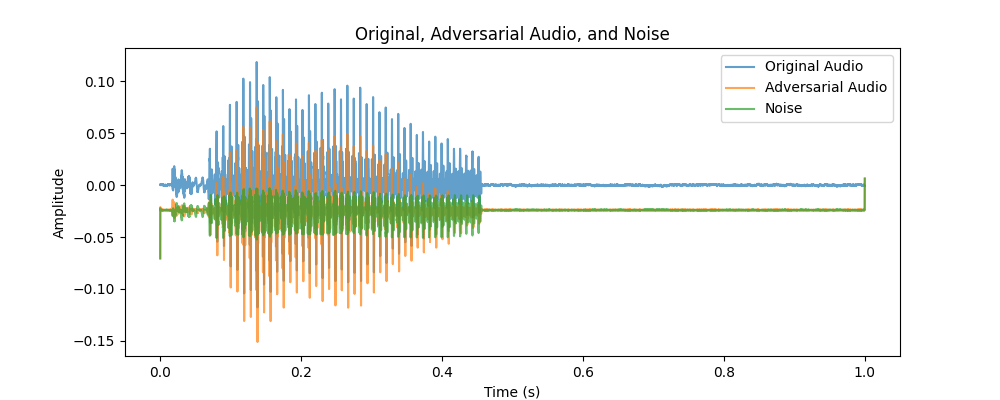 Original, Adversarial Audio, and Noise
Original Audio
Adversarial Audio
Noise
Amplitude
0.10
0.05
0.00
−0.05
−0.10
−0.15
0.0 0.2 0.4 0.6 0.8 1.0
Time (s)